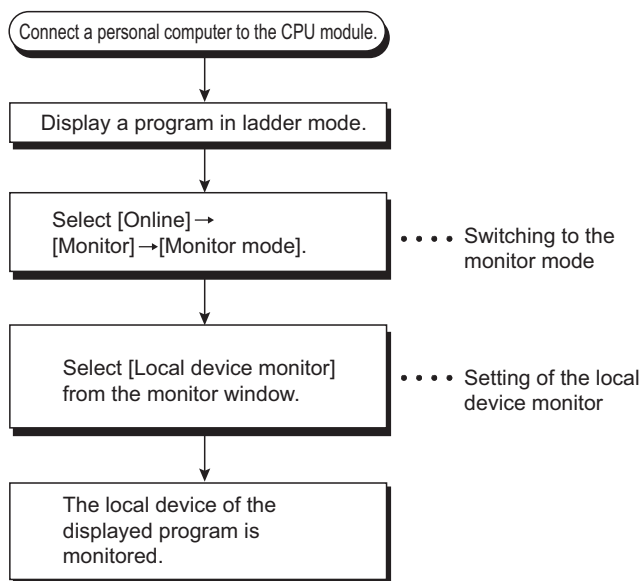 Connect a personal computer to the CPU module.
Display a program in ladder mode.
Select [Online]→
[Monitor]→[Monitor mode].
• • • • Switching to the
monitor mode
Select [Local device monitor]
from the monitor window.
• • • • Setting of the local
device monitor
The local device of the
displayed program is
monitored.